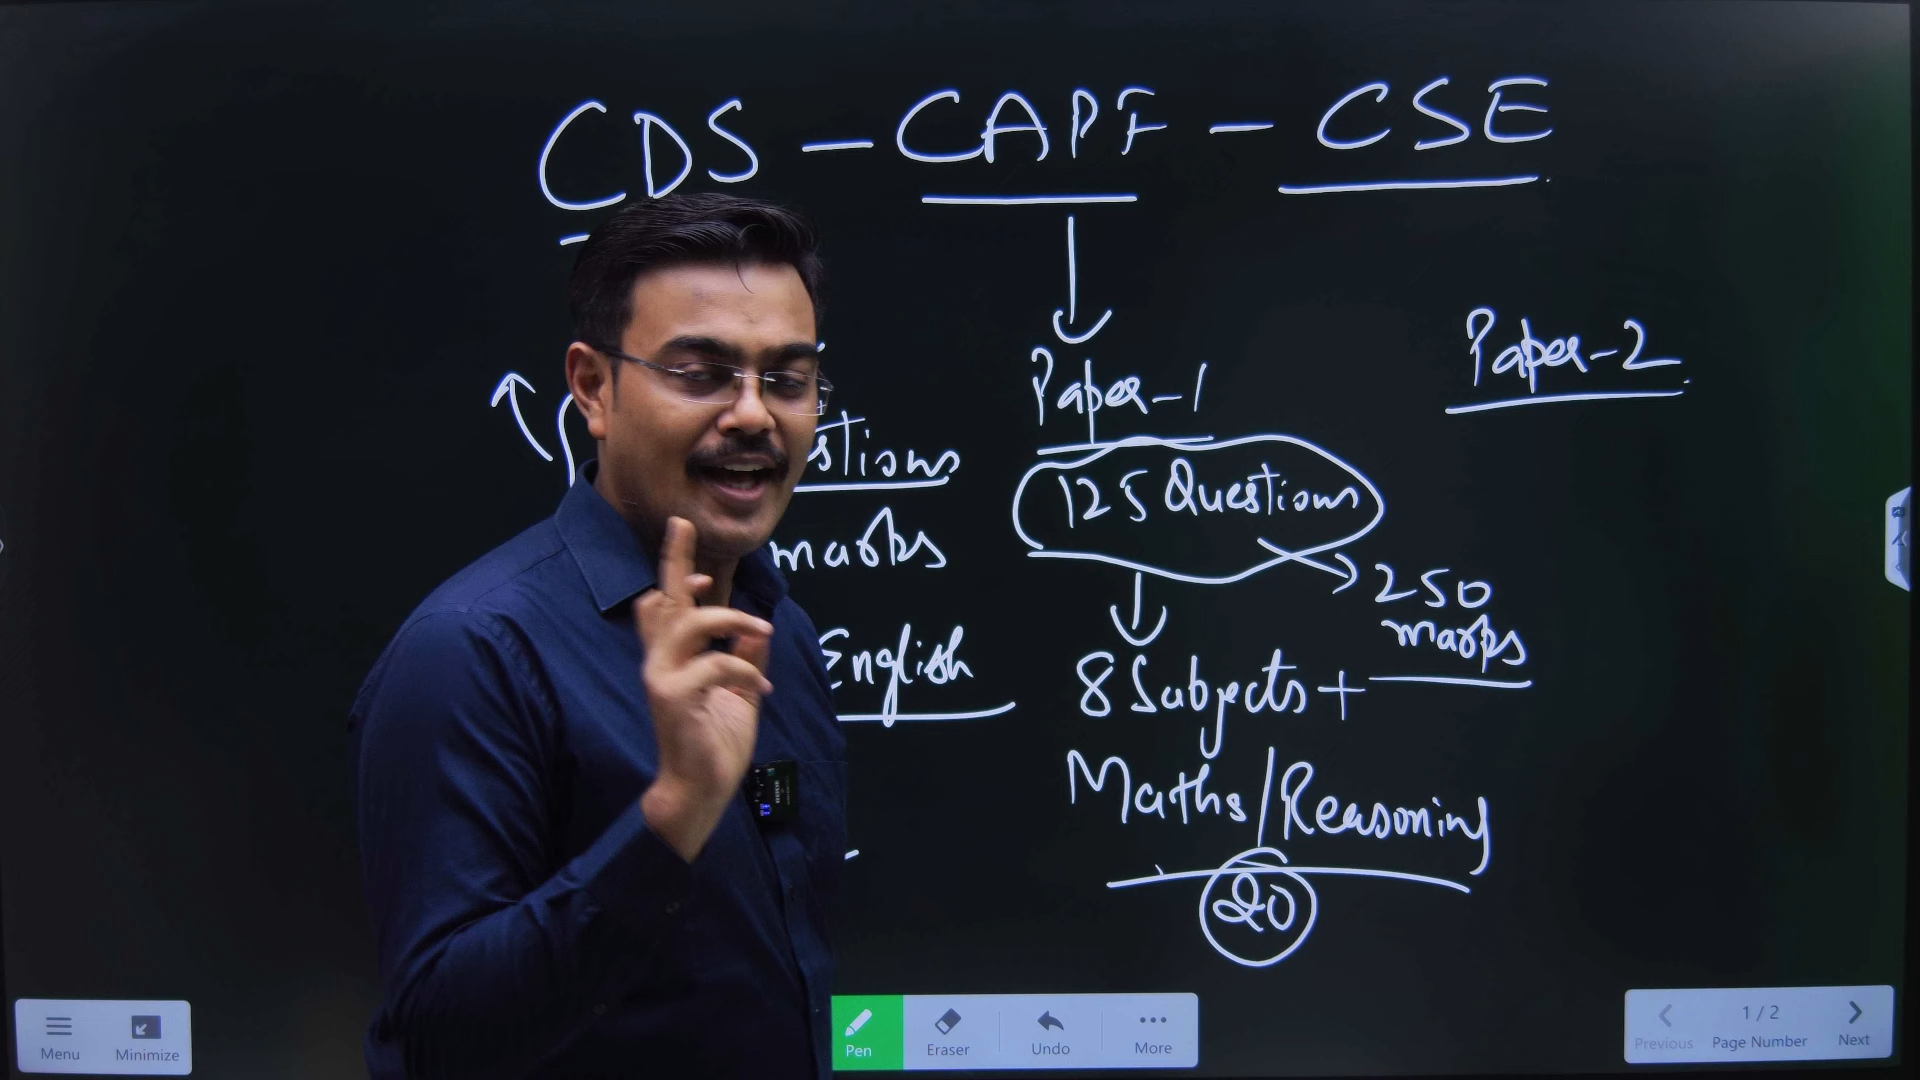 CDS - CAPF - CSE
Paper-1
Paper-2
125 Questions
250
marks
marks
English
8 Subjects +
Maths/Reasoning
20
Menu
Minimize
Pen
Eraser
Undo
More
1 / 2
Previous
Page Number
Next